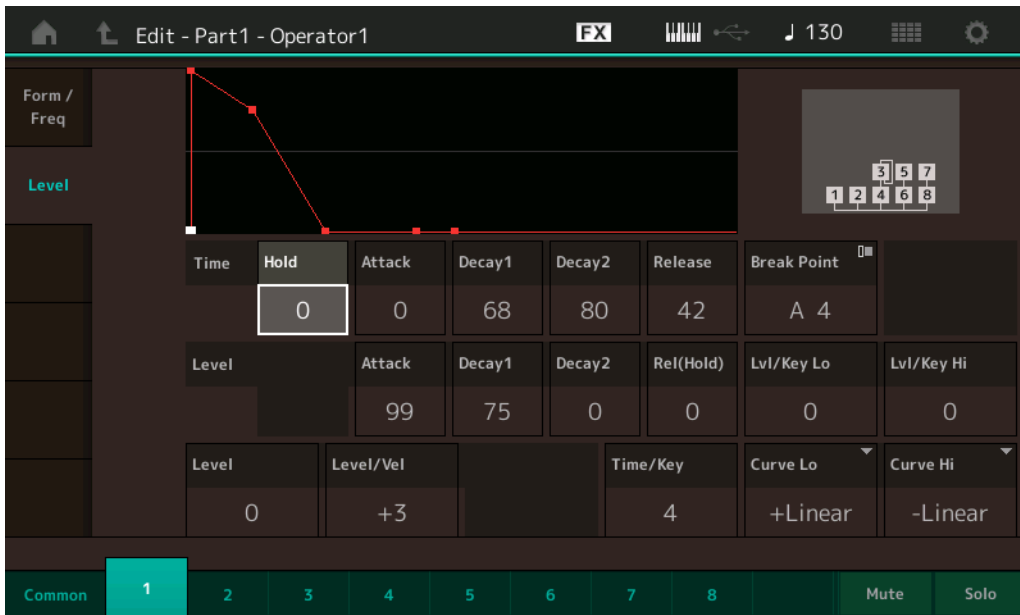 Edit - Part1 - Operator1 FX ♩ 130
Form /
Freq
Level
3 5 7
1 2 4 6 8
Time Hold Attack Decay1 Decay2 Release Break Point
0 0 68 80 42 A 4
Level Attack Decay1 Decay2 Rel(Hold) Lvl/Key Lo Lvl/Key Hi
99 75 0 0 0 0
Level Level/Vel Time/Key Curve Lo Curve Hi
0 +3 4 +Linear -Linear
Common 1 2 3 4 5 6 7 8 Mute Solo